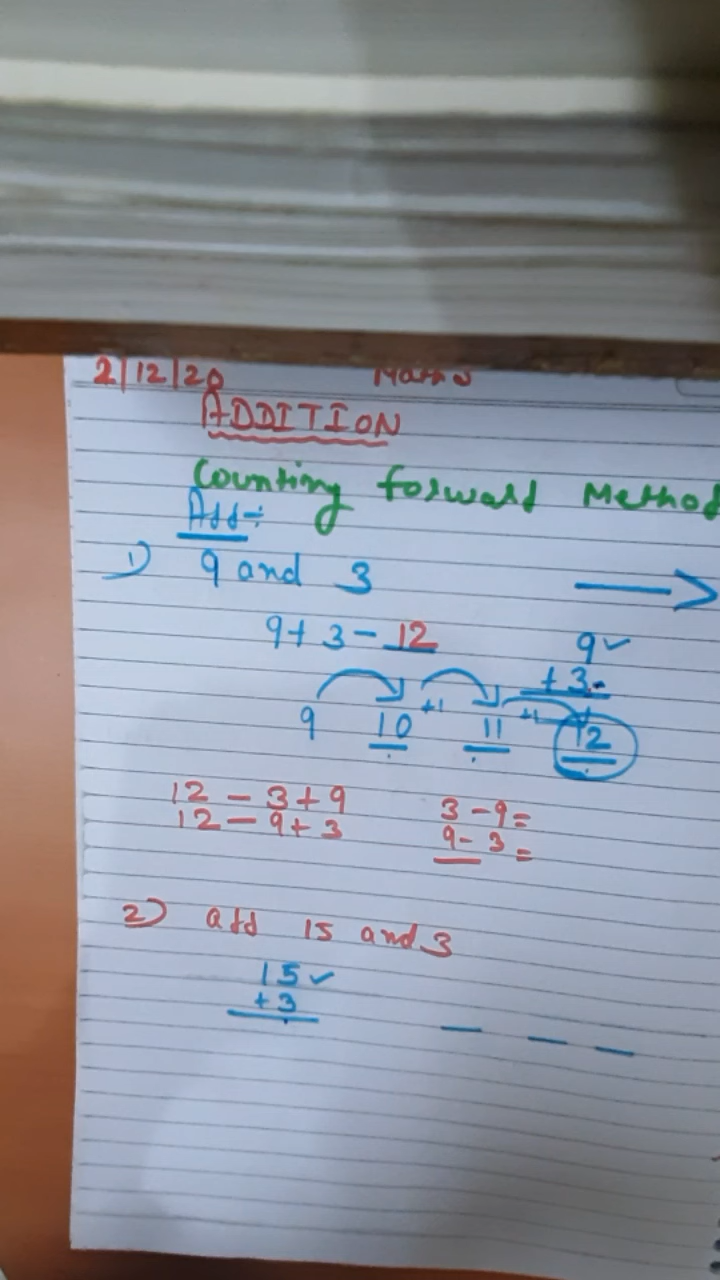 2/12/20 Maths
ADDITION
Counting forward Method
Add:-
1) 9 and 3
9+3-12
9
+3
9 10 +1 11 +1 12
12-3+9
12-9+3
3-9=
9-3=
2) add 15 and 3
15
+3